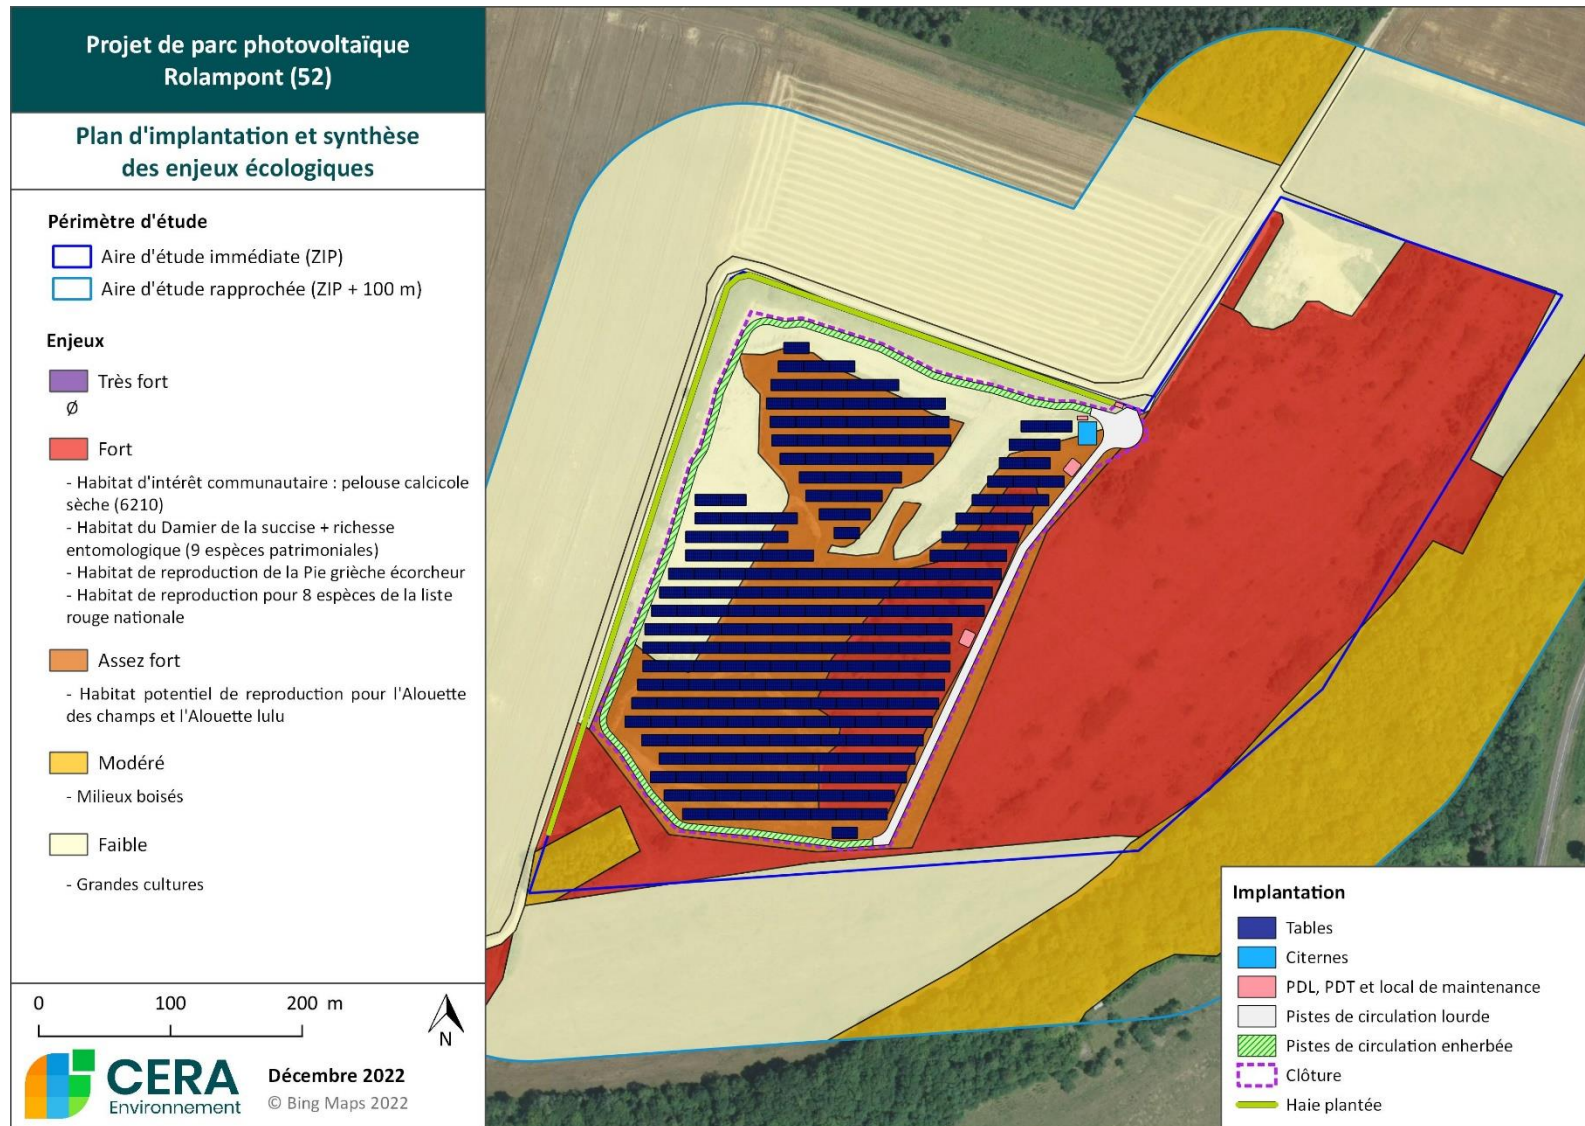 Projet de parc photovoltaïque
Rolampont (52)
Plan d'implantation et synthèse
des enjeux écologiques
Périmètre d'étude
Aire d'étude immédiate (ZIP)
Aire d'étude rapprochée (ZIP + 100 m)
Enjeux
Très fort
Ø
Fort
- Habitat d'intérêt communautaire : pelouse calcicole
sèche (6210)
- Habitat du Damier de la succise + richesse
entomologique (9 espèces patrimoniales)
- Habitat de reproduction de la Pie grièche écorcheur
- Habitat de reproduction pour 8 espèces de la liste
rouge nationale
Assez fort
- Habitat potentiel de reproduction pour l'Alouette
des champs et l'Alouette lulu
Modéré
- Milieux boisés
Faible
- Grandes cultures
0 100 200 m
N
CERA
Environnement
Décembre 2022
© Bing Maps 2022
Implantation
Tables
Citernes
PDL, PDT et local de maintenance
Pistes de circulation lourde
Pistes de circulation enherbée
Clôture
Haie plantée